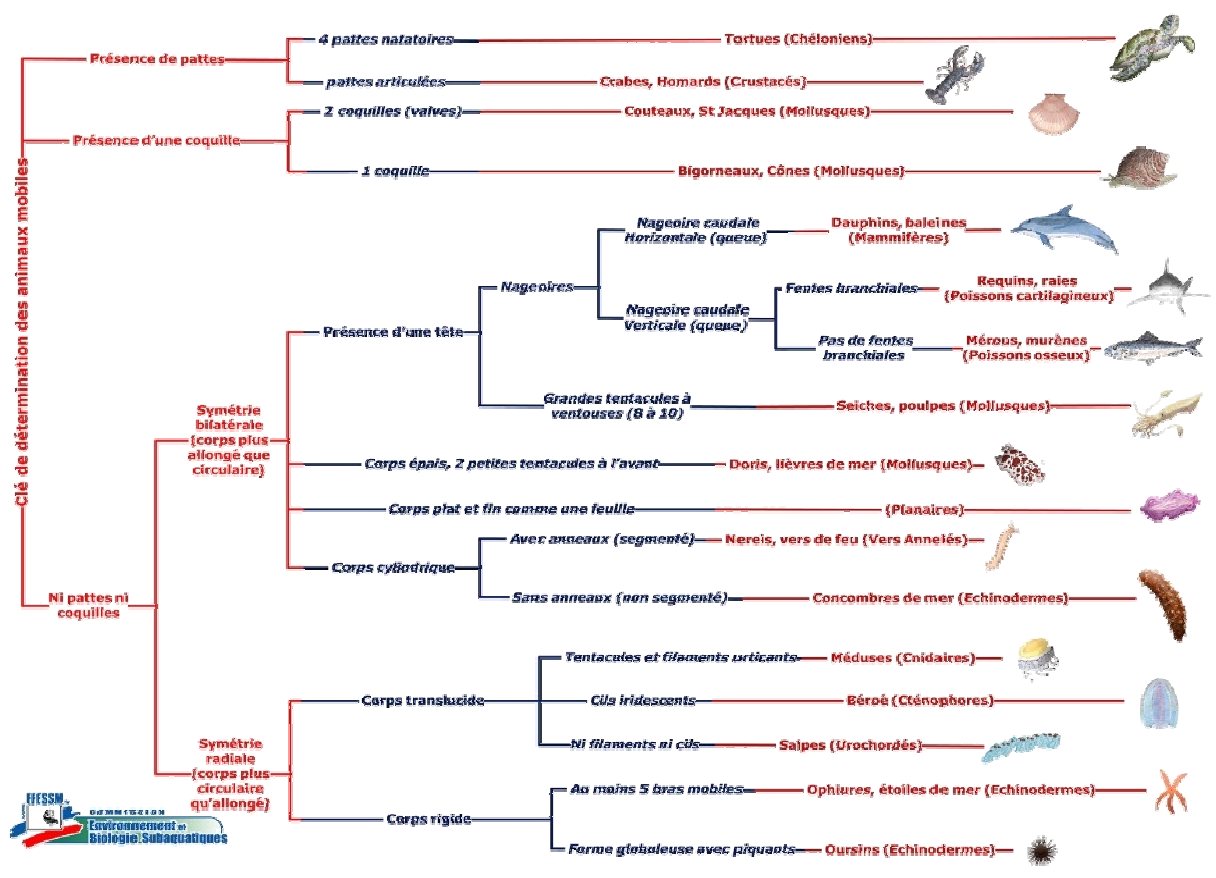 Clé de détermination des animaux mobiles
Présence de pattes
4 pattes natatoires
Tortues (Chéloniens)
pattes articulées
Crabes, Homards (Crustacés)
Présence d'une coquille
2 coquilles (valves)
Couteaux, St Jacques (Mollusques)
1 coquille
Bigorneaux, Cônes (Mollusques)
Ni pattes ni
coquilles
Symétrie
bilatérale
(corps plus
allongé que
circulaire)
Présence d'une tête
Nageoires
Nageoire caudale
Horizontale (queue)
Dauphins, baleines
(Mammifères)
Nageoire caudale
Verticale (queue)
Fentes branchiales
Requins, raies
(Poissons cartilagineux)
Pas de fentes
branchiales
Mérous, murènes
(Poissons osseux)
Grandes tentacules à
ventouses (8 à 10)
Seiches, poulpes (Mollusques)
Corps épais, 2 petites tentacules à l'avant
Doris, lièvres de mer (Mollusques)
Corps plat et fin comme une feuille
(Planaires)
Corps cylindrique
Avec anneaux (segmenté)
Nereis, vers de feu (Vers Annelés)
Sans anneaux (non segmenté)
Concombres de mer (Echinodermes)
Symétrie
radiale
(corps plus
circulaire
qu'allongé)
Corps translucide
Tentacules et filaments urticants
Méduses (Cnidaires)
Cils iridescents
Béroé (Cténophores)
Ni filaments ni cils
Salpes (Urochordés)
Corps rigide
Au moins 5 bras mobiles
Ophiures, étoiles de mer (Echinodermes)
Forme globuleuse avec piquants
Oursins (Echinodermes)
FFESSM
COMMISSION
Environnement et
Biologie Subaquatiques